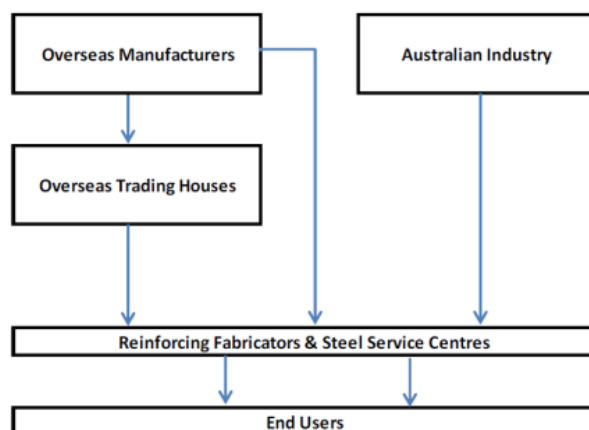 Overseas Manufacturers
Australian Industry
Overseas Trading Houses
Reinforcing Fabricators & Steel Service Centres
End Users